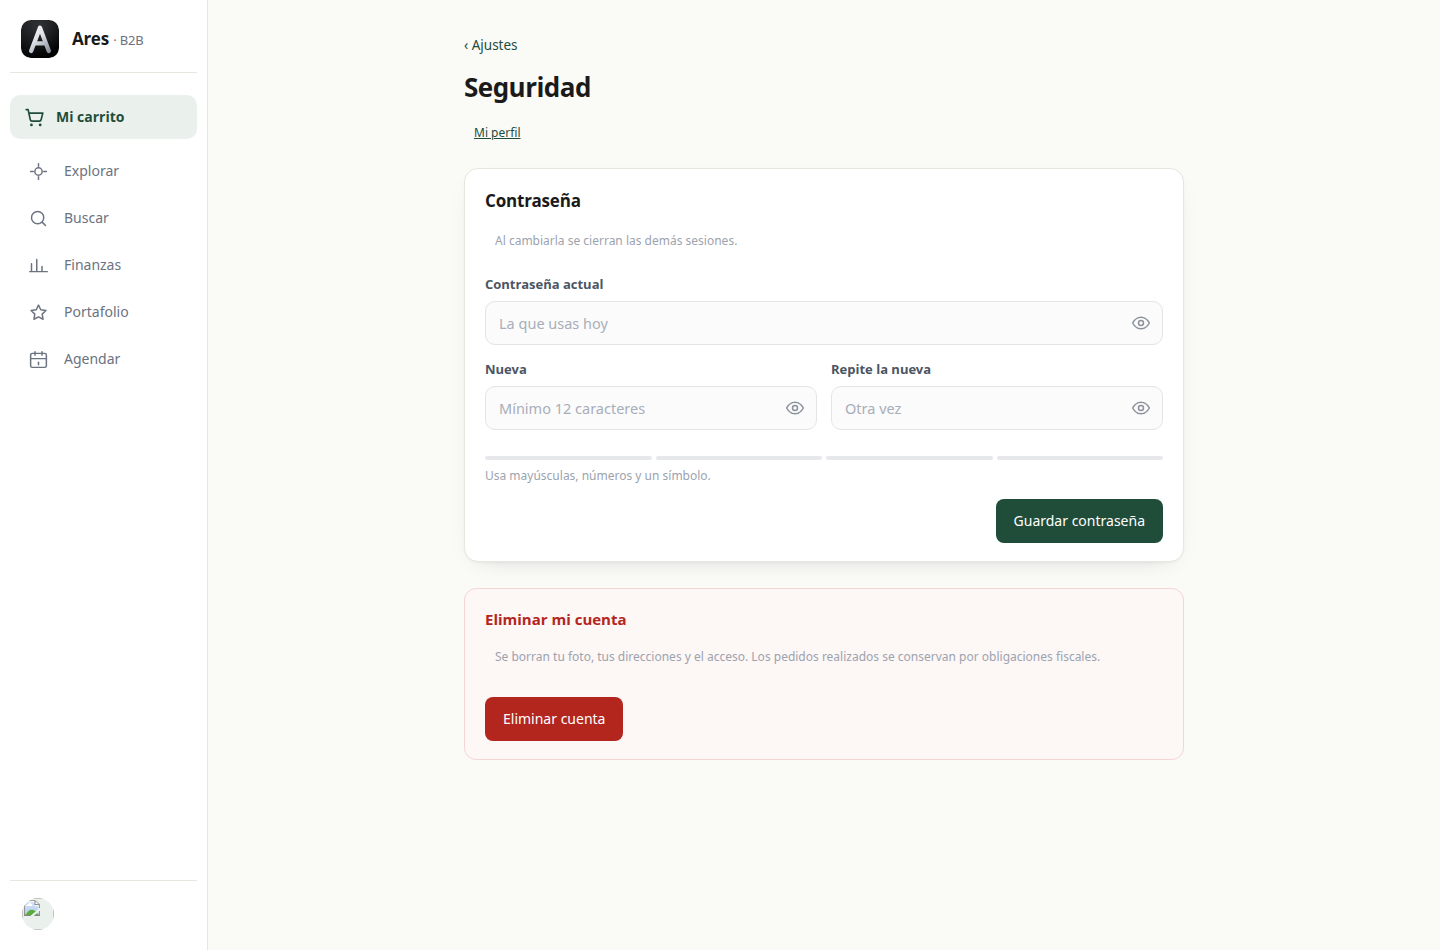 Ares · B2B
Mi carrito
Explorar
Buscar
Finanzas
Portafolio
Agendar
‹ Ajustes
Seguridad
Mi perfil
Contraseña
Al cambiarla se cierran las demás sesiones.
Contraseña actual
La que usas hoy
Nueva
Repite la nueva
Mínimo 12 caracteres
Otra vez
Usa mayúsculas, números y un símbolo.
Guardar contraseña
Eliminar mi cuenta
Se borran tu foto, tus direcciones y el acceso. Los pedidos realizados se conservan por obligaciones fiscales.
Eliminar cuenta